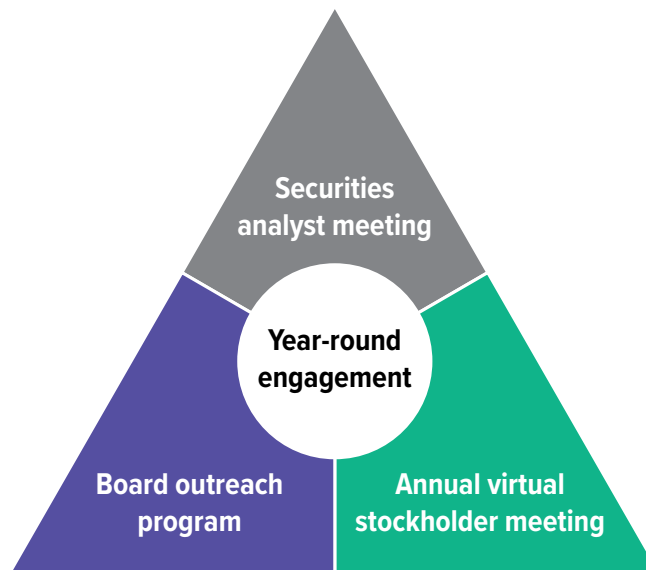 Securities
analyst meeting
Year-round
engagement
Board outreach
program
Annual virtual
stockholder meeting